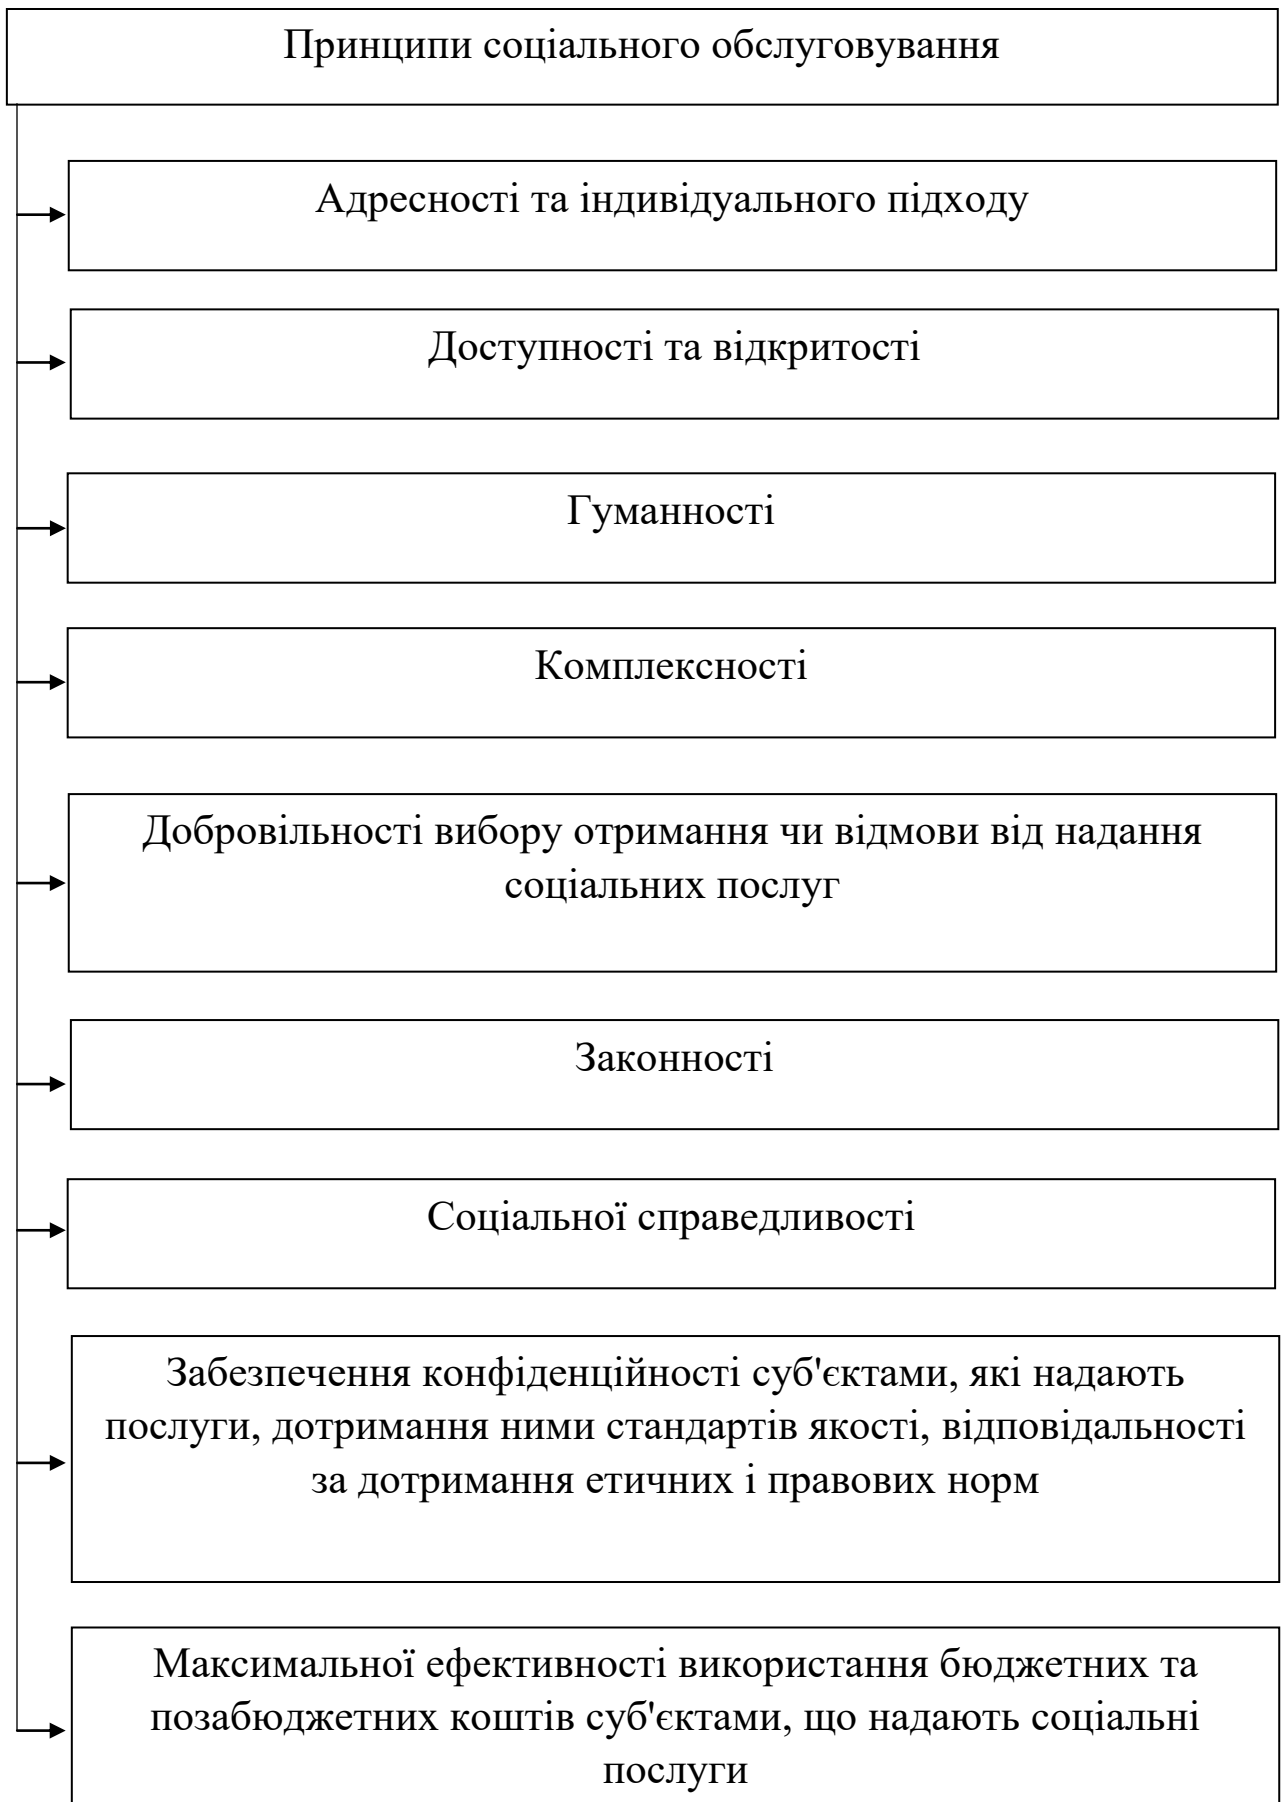 Принципи соціального обслуговування
Адресності та індивідуального підходу
Доступності та відкритості
Гуманності
Комплексності
Добровільності вибору отримання чи відмови від надання
соціальних послуг
Законності
Соціальної справедливості
Забезпечення конфіденційності суб'єктами, які надають
послуги, дотримання ними стандартів якості, відповідальності
за дотримання етичних і правових норм
Максимальної ефективності використання бюджетних та
позабюджетних коштів суб'єктами, що надають соціальні
послуги